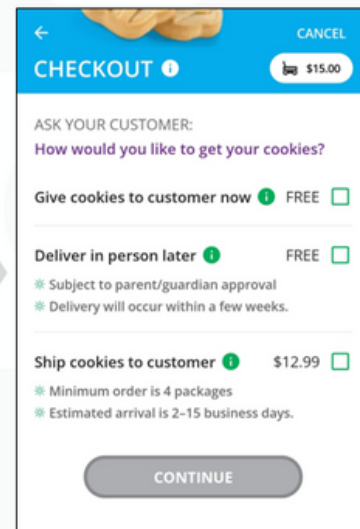 CANCEL
CHECKOUT i
$15.00
ASK YOUR CUSTOMER:
How would you like to get your cookies?
Give cookies to customer now i FREE
Deliver in person later i FREE
Subject to parent/guardian approval
Delivery will occur within a few weeks.
Ship cookies to customer i $12.99
Minimum order is 4 packages
Estimated arrival is 2–15 business days.
CONTINUE